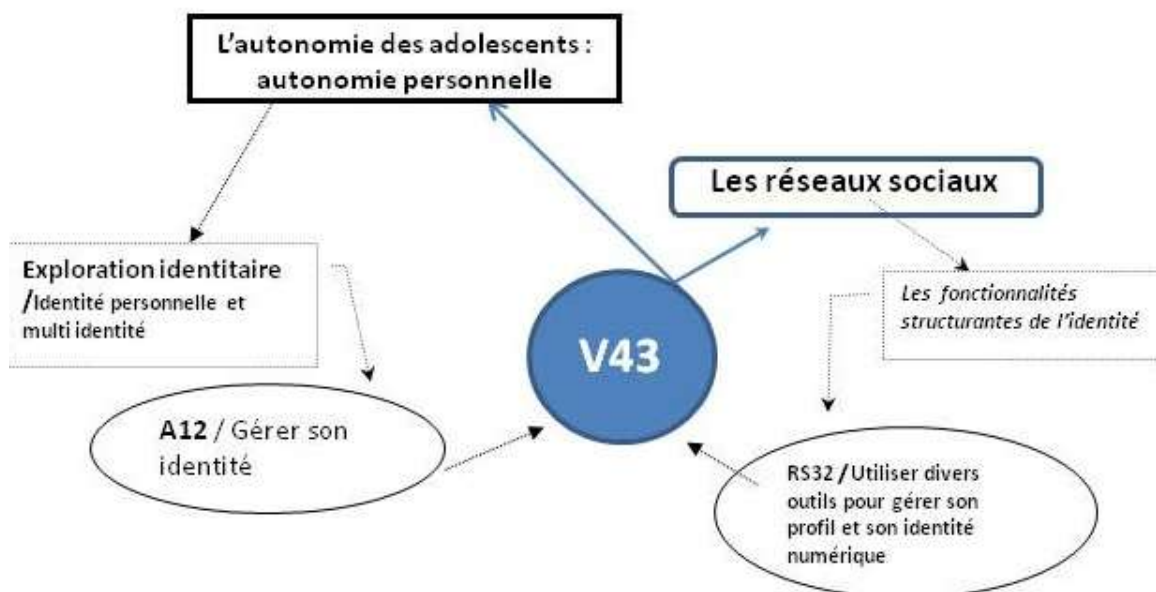 L'autonomie des adolescents :
autonomie personnelle
Les réseaux sociaux
Exploration identitaire
/Identité personnelle et
multi identité
Les fonctionnalités
structurantes de l'identité
V43
A12 / Gérer son
identité
RS32 / Utiliser divers
outils pour gérer son
profil et son identité
numérique